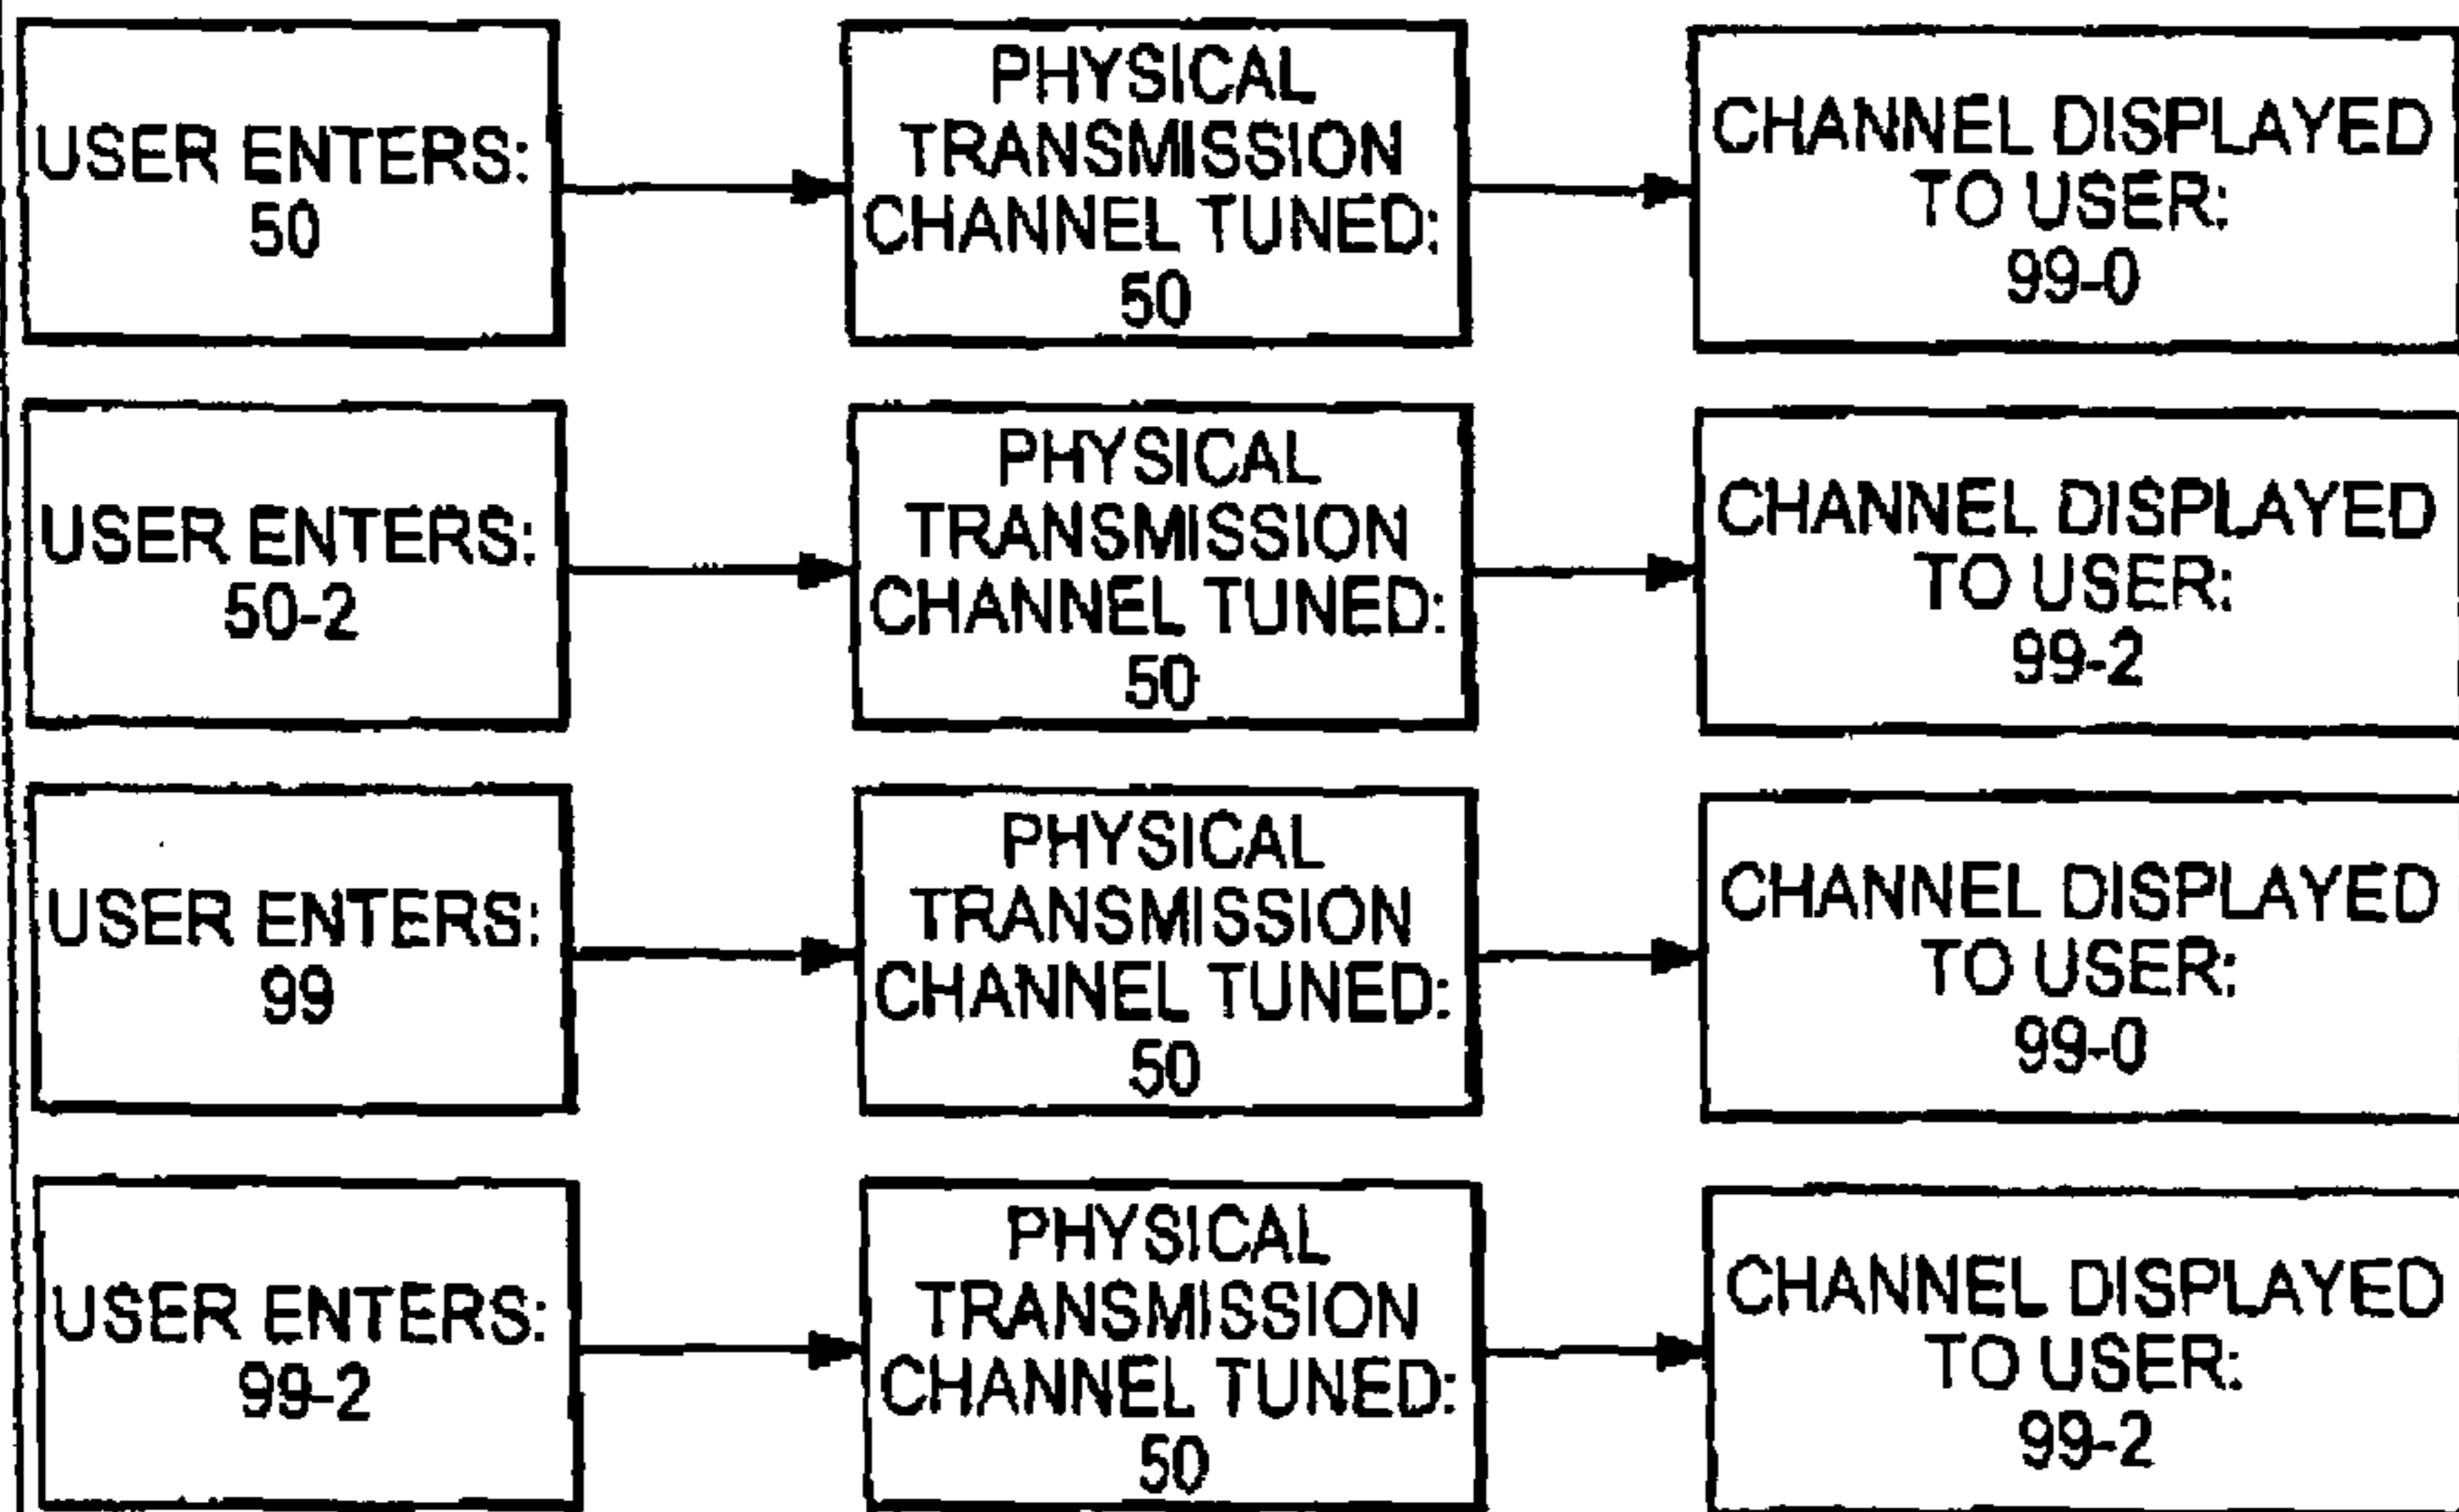 USER ENTERS:
50
PHYSICAL
TRANSMISSION
CHANNEL TUNED:
50
CHANNEL DISPLAYED
TO USER:
99-0
USER ENTERS:
50-2
PHYSICAL
TRANSMISSION
CHANNEL TUNED:
50
CHANNEL DISPLAYED
TO USER:
99-2
USER ENTERS:
99
PHYSICAL
TRANSMISSION
CHANNEL TUNED:
50
CHANNEL DISPLAYED
TO USER:
99-0
USER ENTERS:
99-2
PHYSICAL
TRANSMISSION
CHANNEL TUNED:
50
CHANNEL DISPLAYED
TO USER:
99-2